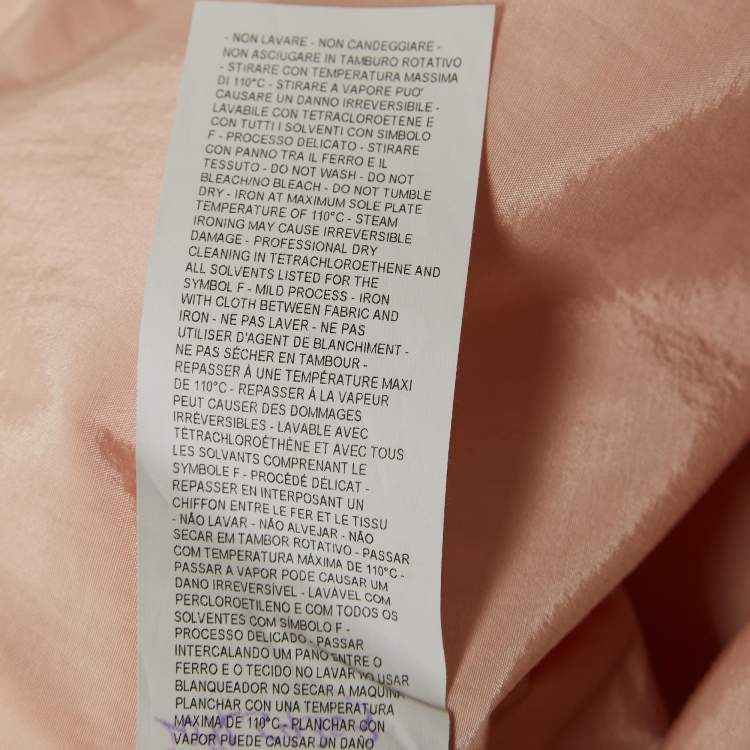 - NON LAVARE - NON CANDEGGIARE -
NON ASCIUGARE IN TAMBURO ROTATIVO
- STIRARE CON TEMPERATURA MASSIMA
DI 110°C - STIRARE A VAPORE PUO'
CAUSARE UN DANNO IRREVERSIBILE -
LAVABILE CON TETRACLOROETENE E
CON TUTTI I SOLVENTI CON SIMBOLO
F - PROCESSO DELICATO - STIRARE
CON PANNO TRA IL FERRO E IL
TESSUTO - DO NOT WASH - DO NOT
BLEACH/NO BLEACH - DO NOT TUMBLE
DRY - IRON AT MAXIMUM SOLE PLATE
TEMPERATURE OF 110°C - STEAM
IRONING MAY CAUSE IRREVERSIBLE
DAMAGE - PROFESSIONAL DRY
CLEANING IN TETRACHLOROETHENE AND
ALL SOLVENTS LISTED FOR THE
SYMBOL F - MILD PROCESS - IRON
WITH CLOTH BETWEEN FABRIC AND
IRON - NE PAS LAVER - NE PAS
UTILISER D'AGENT DE BLANCHIMENT -
NE PAS SÉCHER EN TAMBOUR -
REPASSER À UNE TEMPÉRATURE MAXI
DE 110°C - REPASSER À LA VAPEUR
PEUT CAUSER DES DOMMAGES
IRRÉVERSIBLES - LAVABLE AVEC
TÉTRACHLOROÉTHÈNE ET AVEC TOUS
LES SOLVANTS COMPRENANT LE
SYMBOLE F - PROCÉDÉ DÉLICAT -
REPASSER EN INTERPOSANT UN
CHIFFON ENTRE LE FER ET LE TISSU
- NÃO LAVAR - NÃO ALVEJAR - NÃO
SECAR EM TAMBOR ROTATIVO - PASSAR
COM TEMPERATURA MÁXIMA DE 110°C -
PASSAR A VAPOR PODE CAUSAR UM
DANO IRREVERSÍVEL - LAVÁVEL COM
PERCLOROETILENO E COM TODOS OS
SOLVENTES COM SÍMBOLO F -
PROCESSO DELICADO - PASSAR
INTERCALANDO UM PANO ENTRE O
FERRO E O TECIDO NO LAVAR NO USAR
BLANQUEADOR NO SECAR A MAQUINA
PLANCHAR CON UNA TEMPERATURA
MAXIMA DE 110°C - PLANCHAR CON
VAPOR PUEDE CAUSAR UN DAÑO